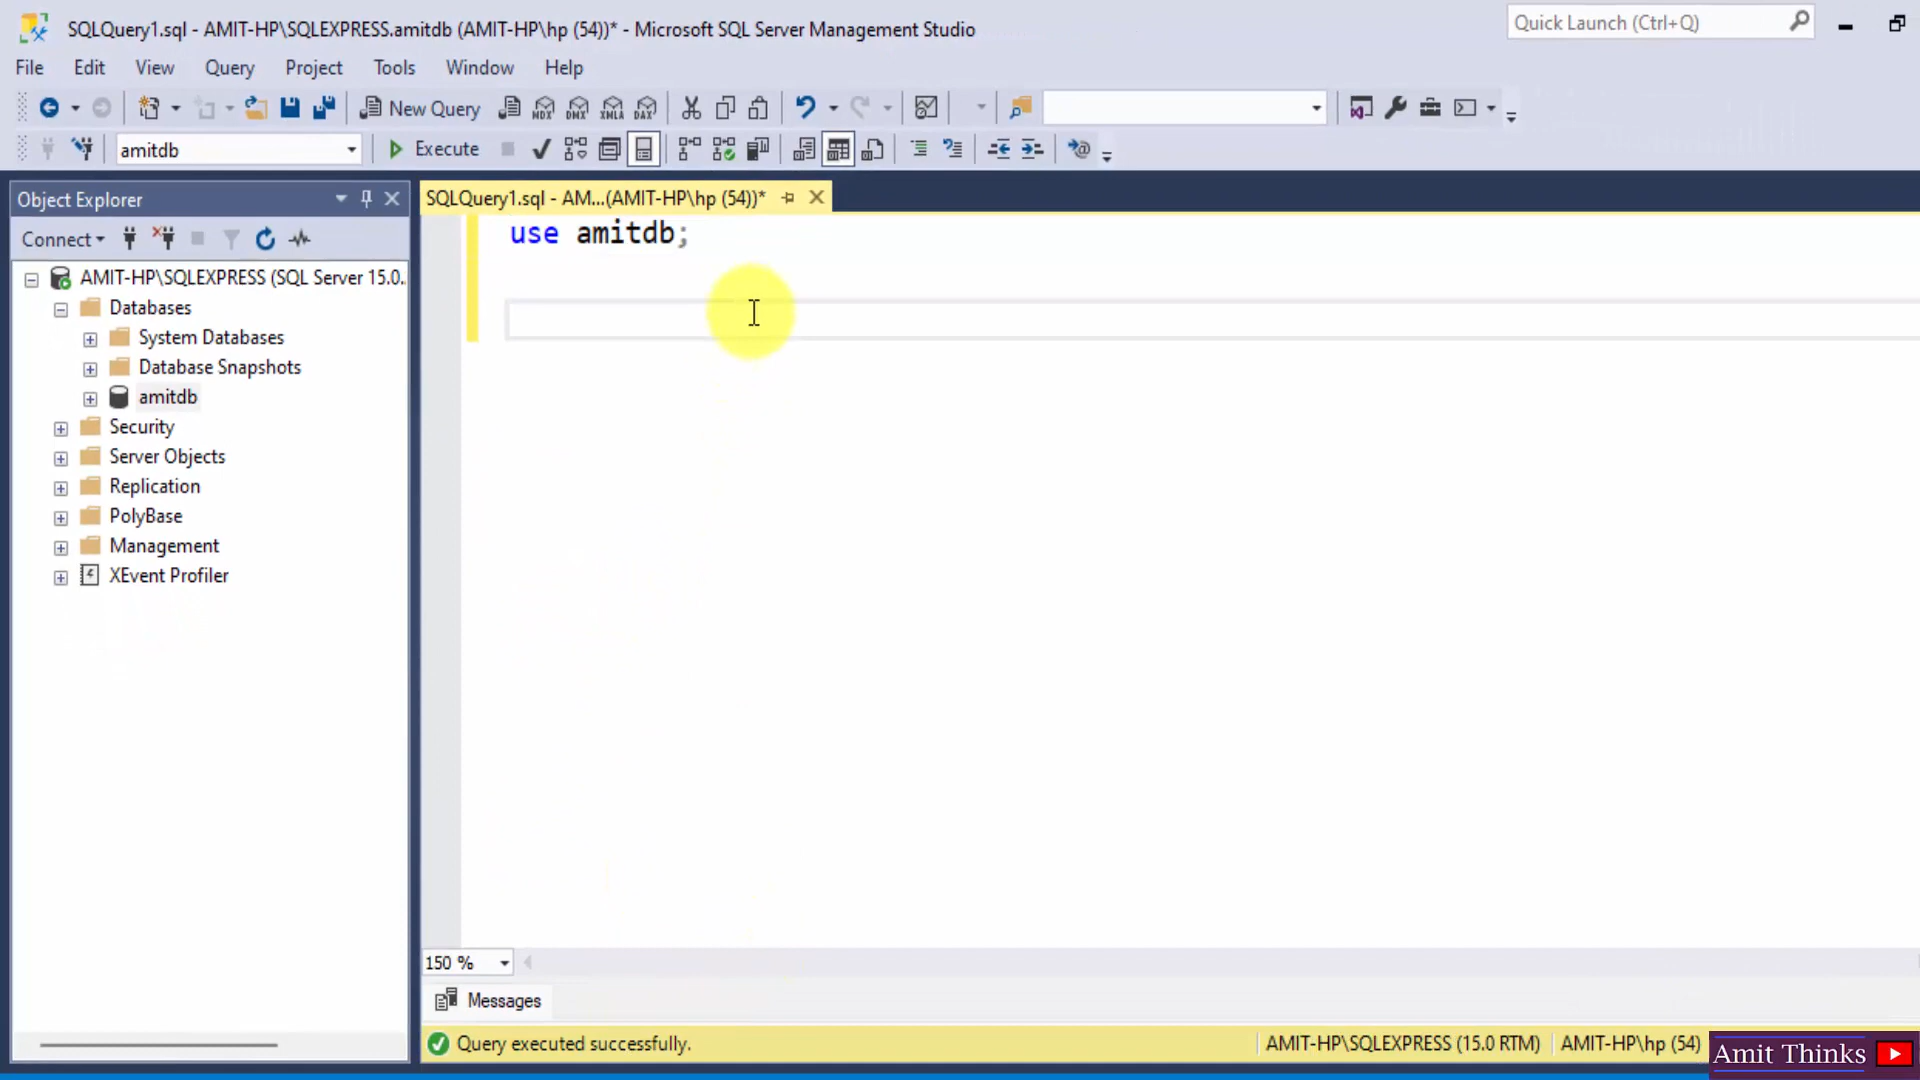 SQLQuery1.sql - AMIT-HP\SQLEXPRESS.amitdb (AMIT-HP\hp (54))* - Microsoft SQL Server Management Studio
Quick Launch (Ctrl+Q)
File Edit View Query Project Tools Window Help
New Query MDX DMX XMLA DAX
amitdb Execute
Object Explorer
SQLQuery1.sql - AM...(AMIT-HP\hp (54))*
use amitdb;
Connect
AMIT-HP\SQLEXPRESS (SQL Server 15.0..
Databases
System Databases
Database Snapshots
amitdb
Security
Server Objects
Replication
PolyBase
Management
XEvent Profiler
150 %
Messages
Query executed successfully.
AMIT-HP\SQLEXPRESS (15.0 RTM)
AMIT-HP\hp (54)
Amit Thinks